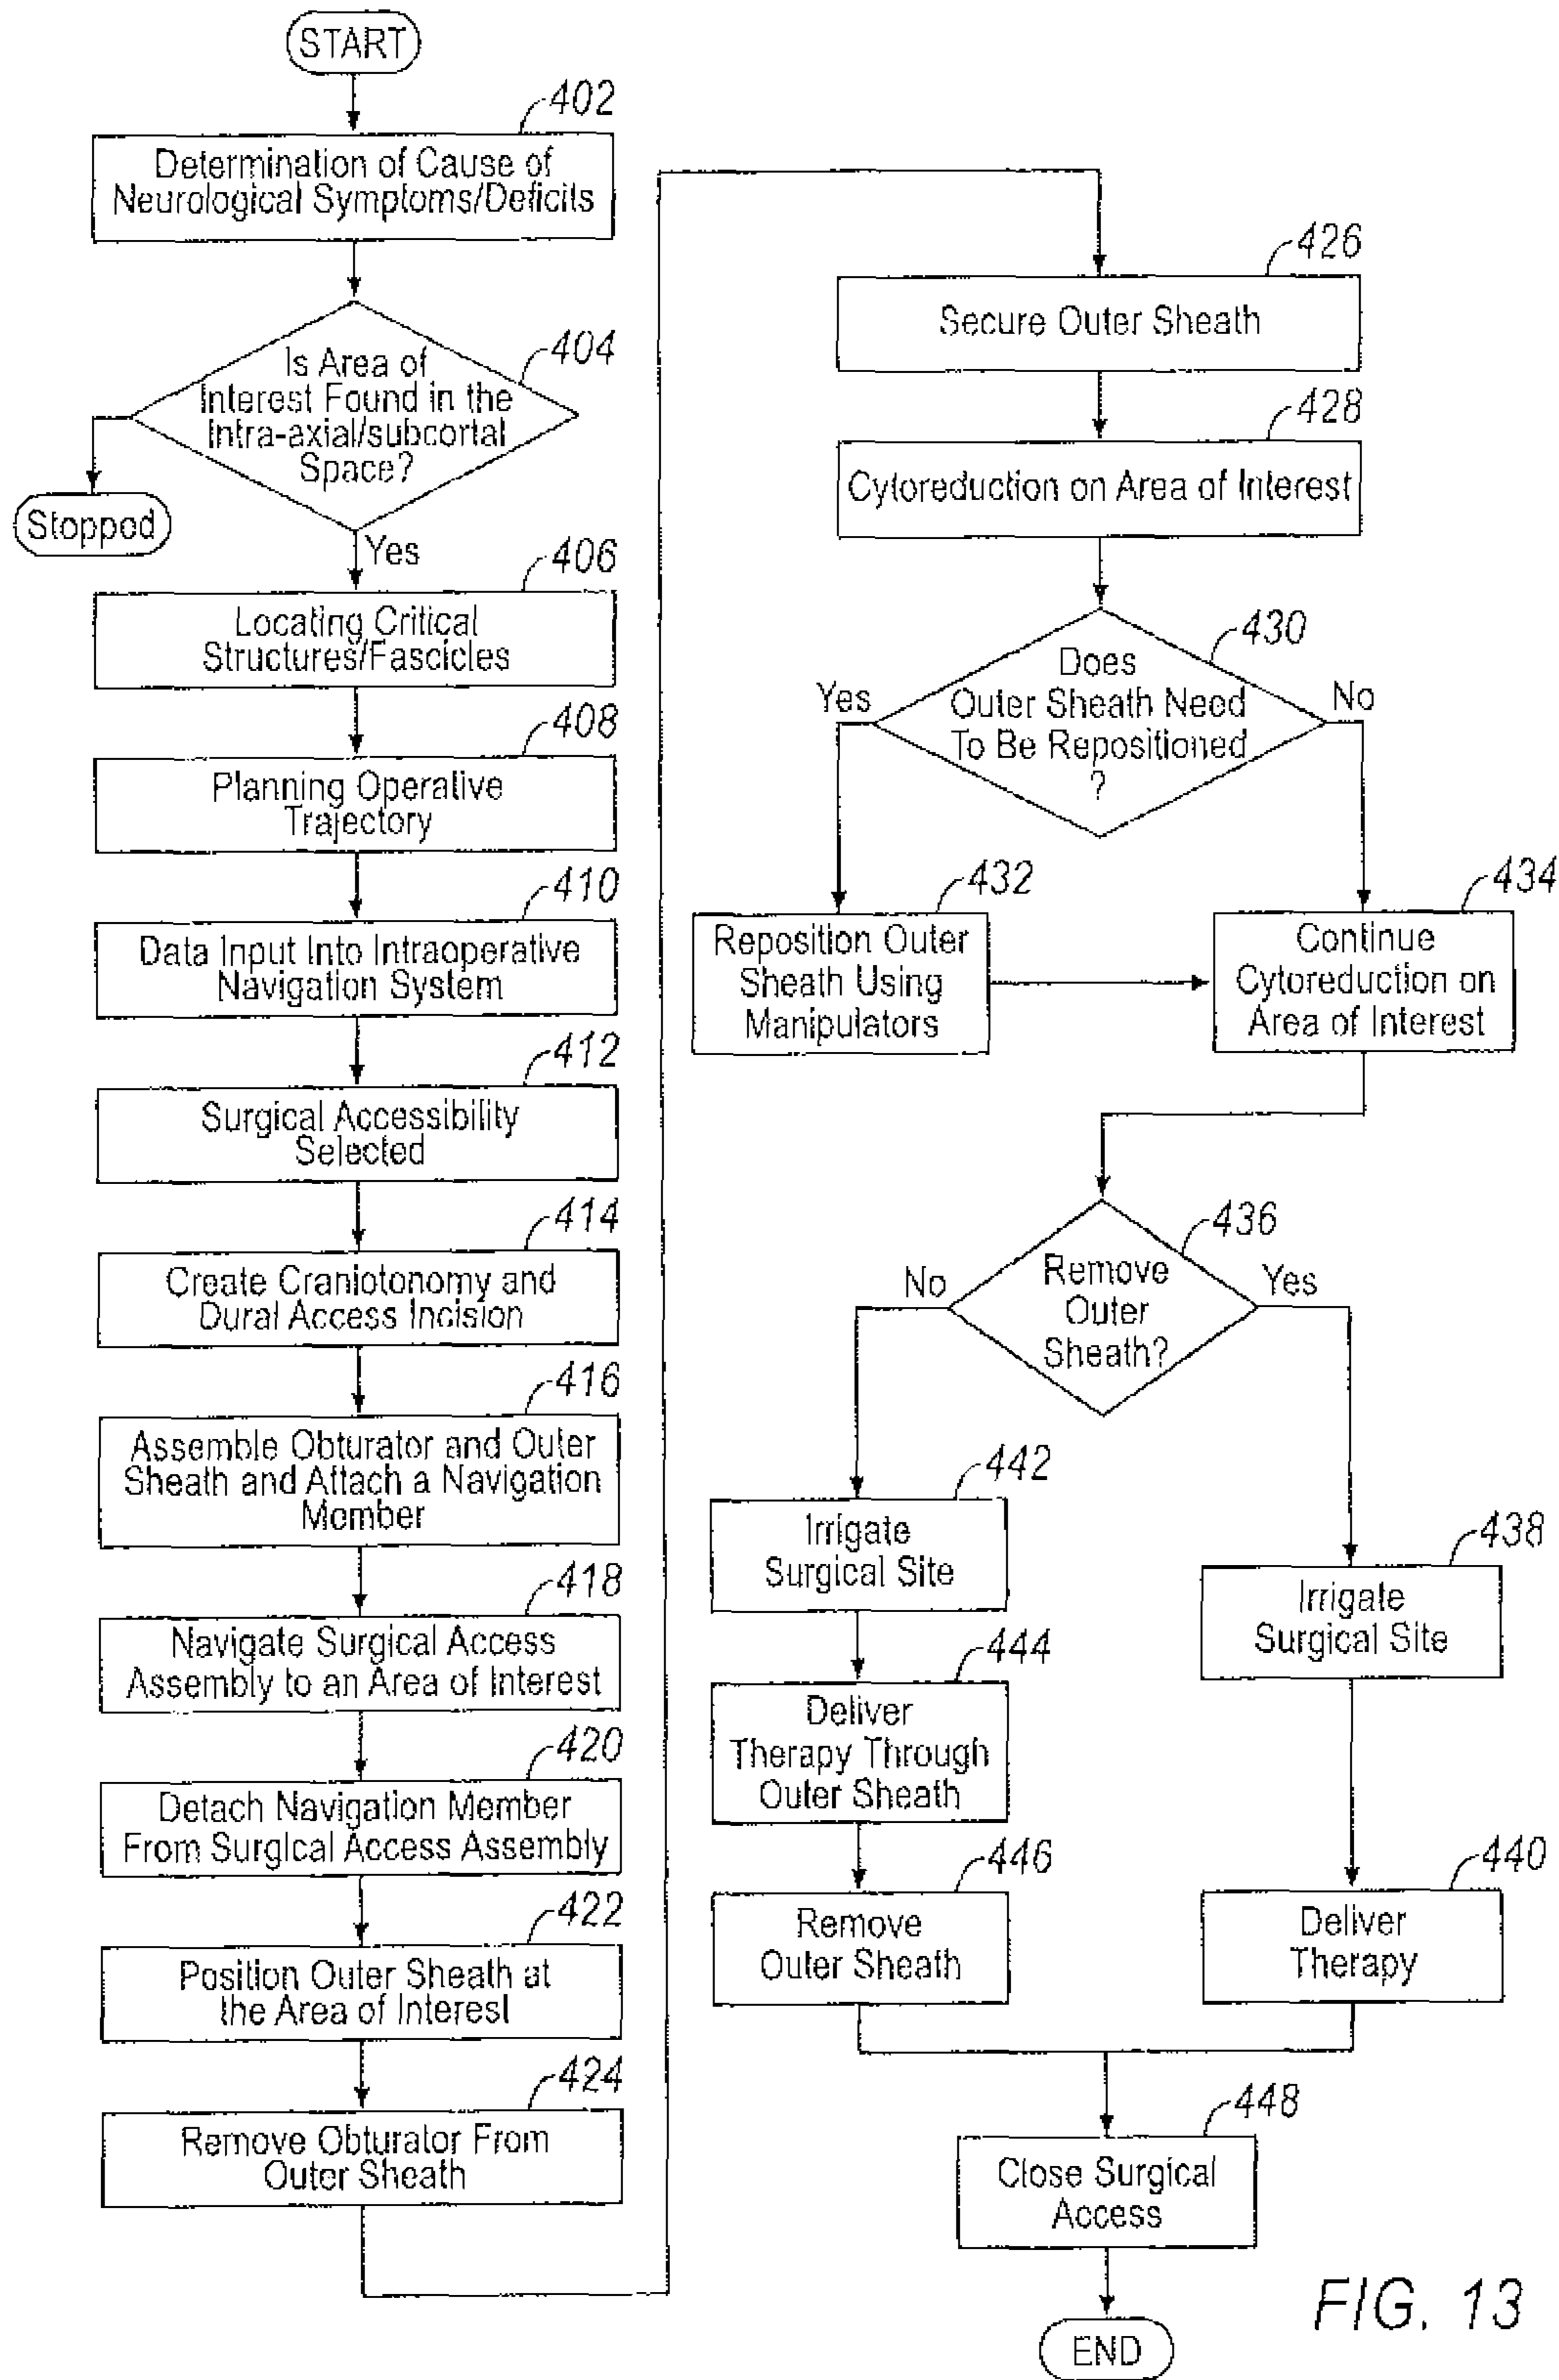 START
402
Determination of Cause of
Neurological Symptoms/Deficits
404
Is Area of
Interest Found in the
Intra-axial/subcortal
Space?
Stopped
Yes
406
Locating Critical
Structures/Fascicles
408
Planning Operative
Trajectory
410
Data Input Into Intraoperative
Navigation System
412
Surgical Accessibility
Selected
414
Create Craniotonomy and
Dural Access Incision
416
Assemble Obturator and Outer
Sheath and Attach a Navigation
Member
418
Navigate Surgical Access
Assembly to an Area of Interest
420
Detach Navigation Member
From Surgical Access Assembly
422
Position Outer Sheath at
the Area of Interest
424
Remove Obturator From
Outer Sheath
426
Secure Outer Sheath
428
Cytoreduction on Area of Interest
430
Does
Outer Sheath Need
To Be Repositioned
?
Yes
No
432
Reposition Outer
Sheath Using
Manipulators
434
Continue
Cytoreduction on
Area of Interest
436
Remove
Outer
Sheath?
No
Yes
442
Irrigate
Surgical Site
438
Irrigate
Surgical Site
444
Deliver
Therapy Through
Outer Sheath
446
Remove
Outer Sheath
440
Deliver
Therapy
448
Close Surgical
Access
END
FIG. 13